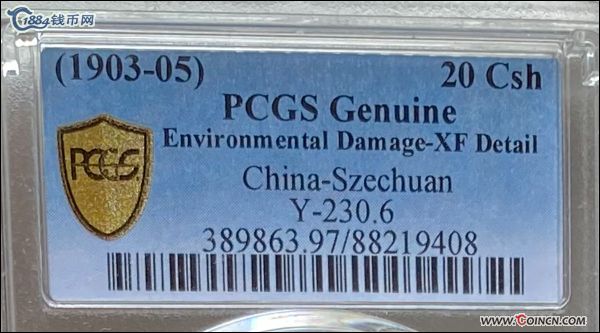 1884钱币网
(1903-05) 20 Csh
PCGS Genuine
Environmental Damage-XF Detail
PCGS
China-Szechuan
Y-230.6
389863.97/88219408
www.COINCN.com